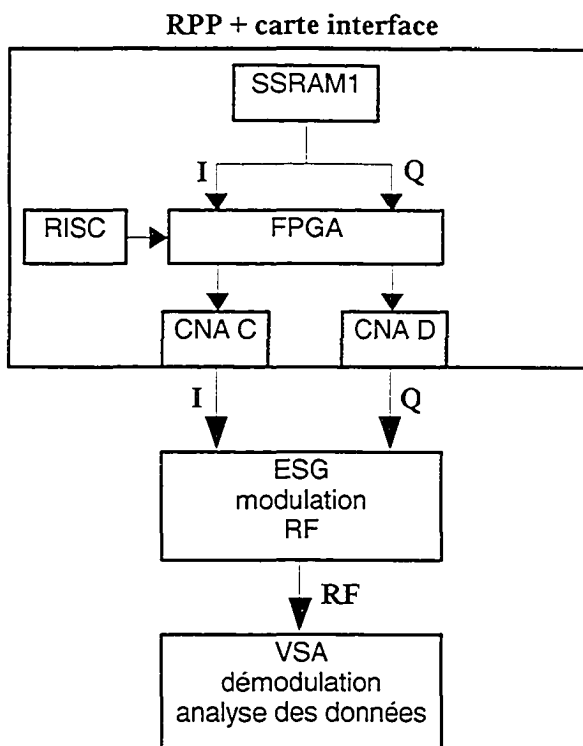 RPP + carte interface
SSRAM1
I
Q
RISC
FPGA
CNA C
CNA D
I
Q
ESG
modulation
RF
RF
VSA
démodulation
analyse des données